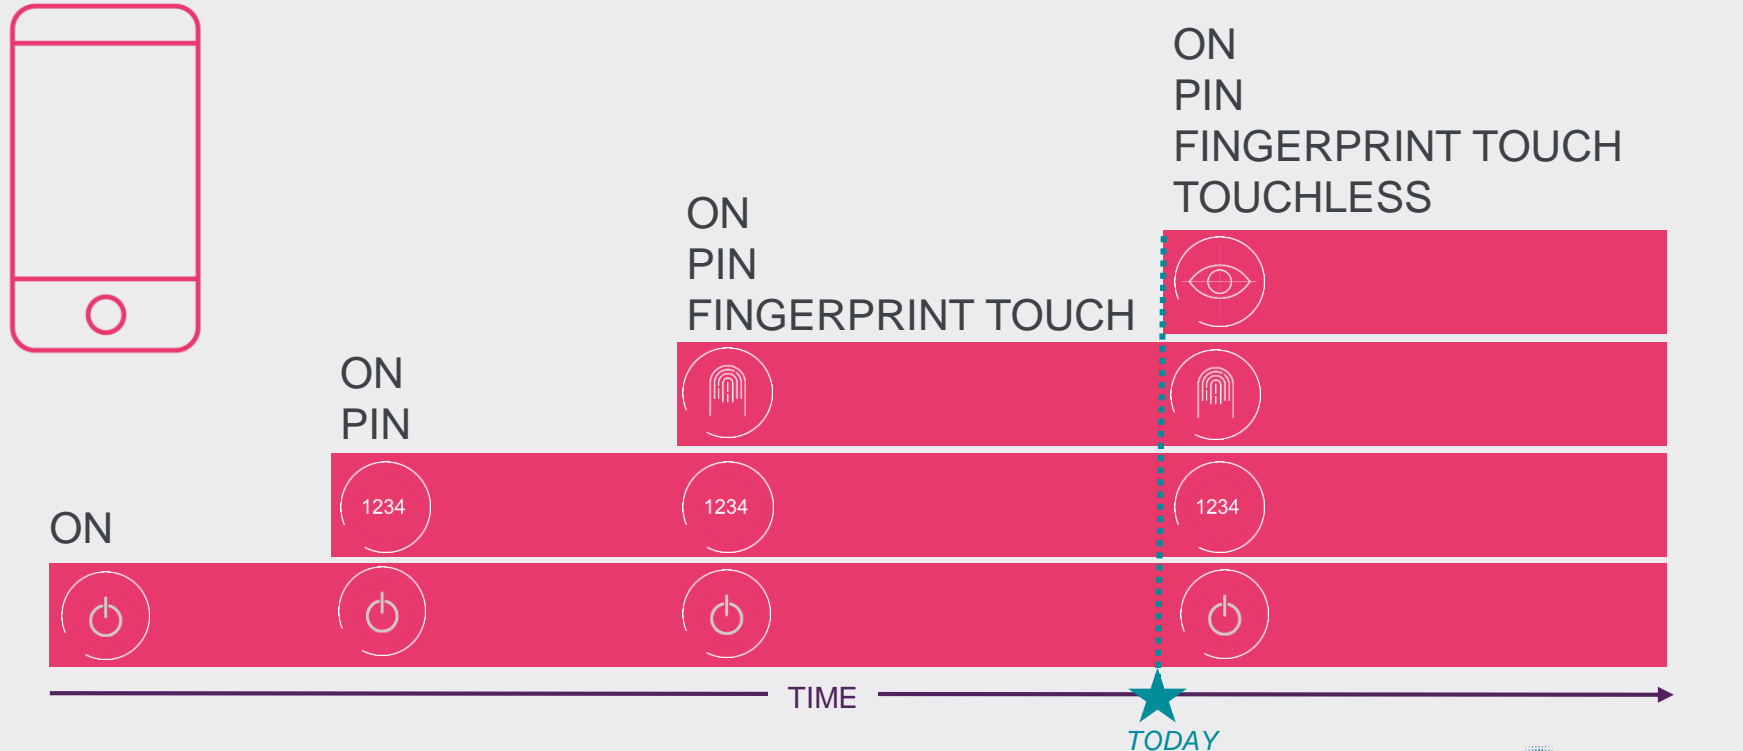 ON
PIN
FINGERPRINT TOUCH
TOUCHLESS
ON
PIN
FINGERPRINT TOUCH
ON
PIN
ON
1234
1234
1234
TIME
TODAY